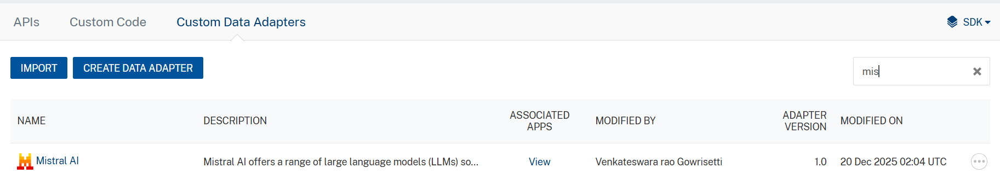 APIs Custom Code Custom Data Adapters SDK
IMPORT CREATE DATA ADAPTER mis
NAME DESCRIPTION ASSOCIATED APPS MODIFIED BY ADAPTER VERSION MODIFIED ON
Mistral AI Mistral AI offers a range of large language models (LLMs) so... View Venkateswara rao Gowrisetti 1.0 20 Dec 2025 02:04 UTC